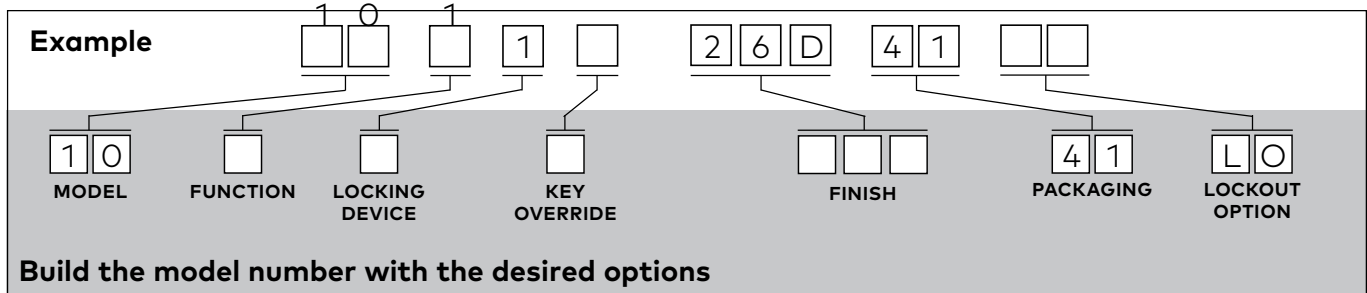 1 0 1
Example 1 2 6 D 4 1
1 0 4 1 L O
MODEL FUNCTION LOCKING DEVICE KEY OVERRIDE FINISH PACKAGING LOCKOUT OPTION
Build the model number with the desired options